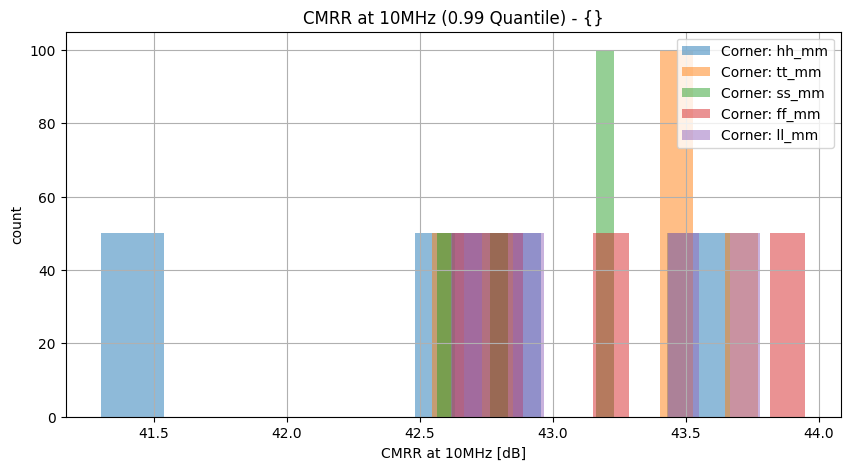 CMRR at 10MHz (0.99 Quantile) - {}
count
100
80
60
40
20
0
Corner: hh_mm
Corner: tt_mm
Corner: ss_mm
Corner: ff_mm
Corner: ll_mm
41.5 42.0 42.5 43.0 43.5 44.0
CMRR at 10MHz [dB]